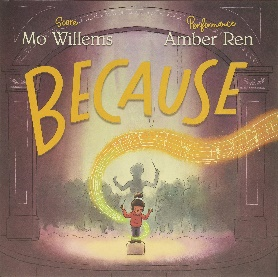 Score
Performance
Mo Willems
Amber Ren
BECAUSE